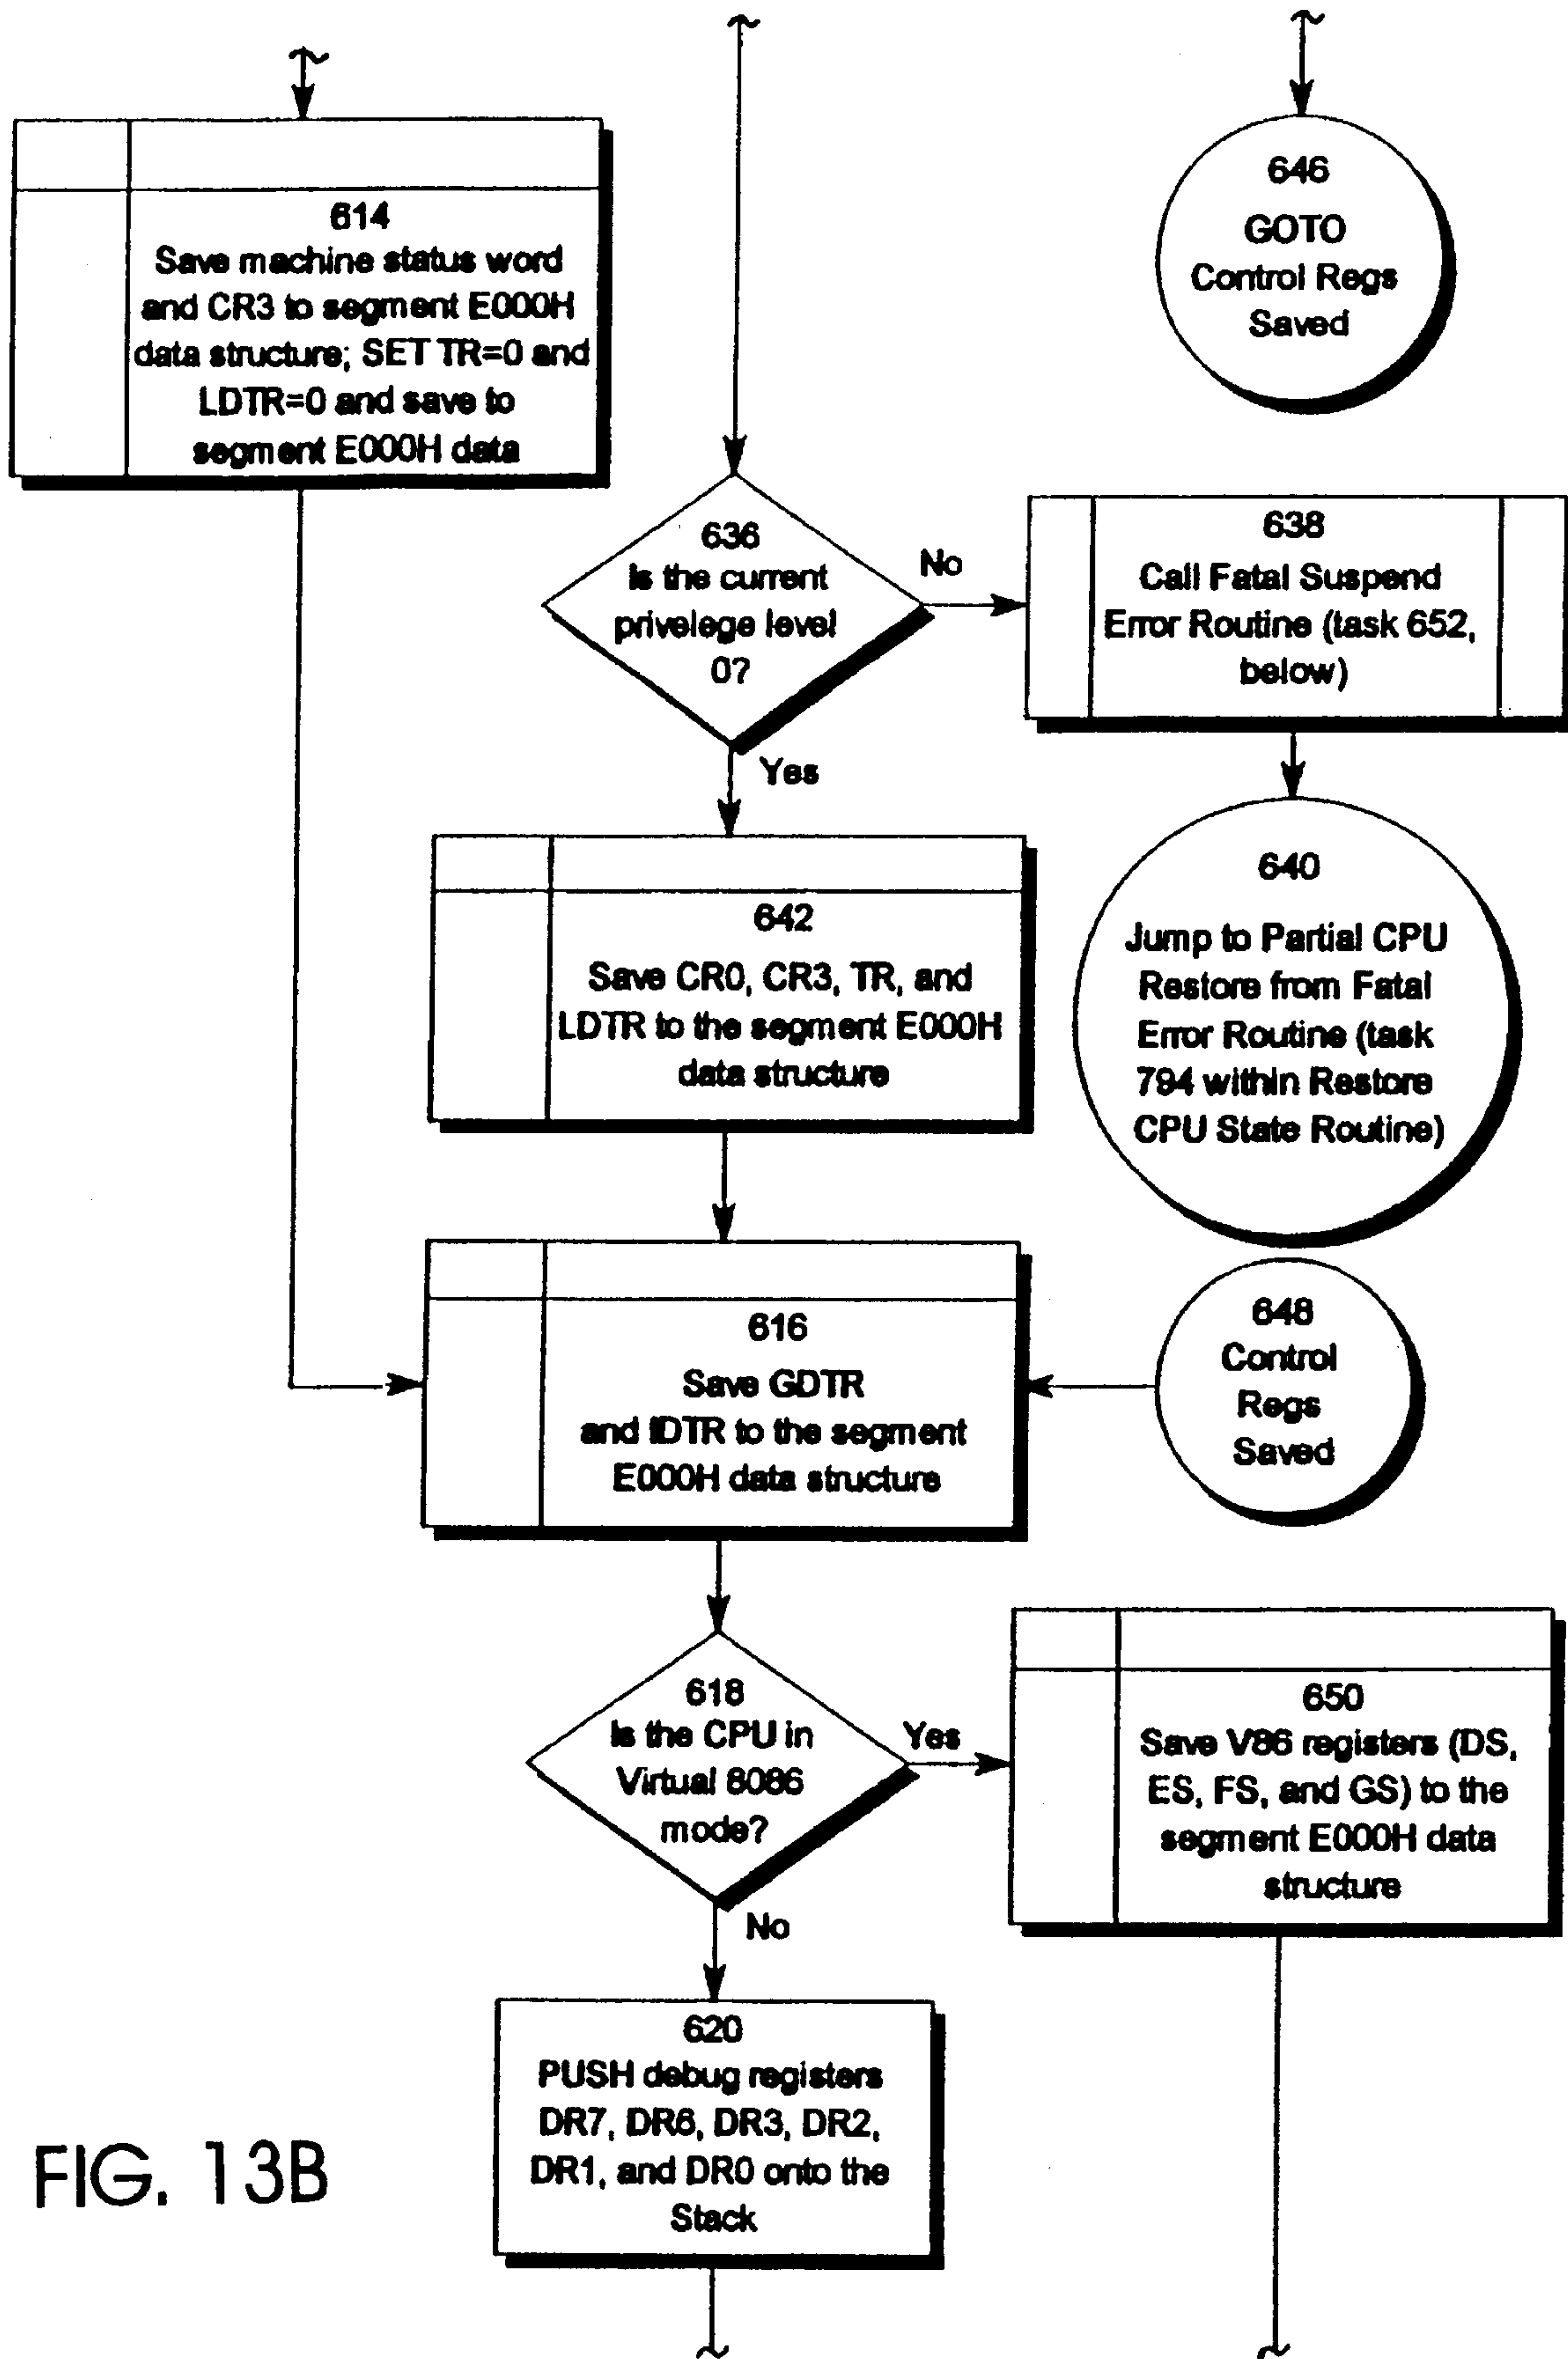 614
Save machine status word
and CR3 to segment E000H
data structure; SET TR=0 and
LDTR=0 and save to
segment E000H data
646
GOTO
Control Regs
Saved
636
Is the current
privelege level
0?
No
Yes
638
Call Fatal Suspend
Error Routine (task 652,
below)
640
Jump to Partial CPU
Restore from Fatal
Error Routine (task
794 within Restore
CPU State Routine)
642
Save CR0, CR3, TR, and
LDTR to the segment E000H
data structure
616
Save GDTR
and IDTR to the segment
E000H data structure
648
Control
Regs
Saved
618
Is the CPU in
Virtual 8086
mode?
Yes
No
650
Save V86 registers (DS,
ES, FS, and GS) to the
segment E000H data
structure
620
PUSH debug registers
DR7, DR6, DR3, DR2,
DR1, and DR0 onto the
Stack
FIG. 13B